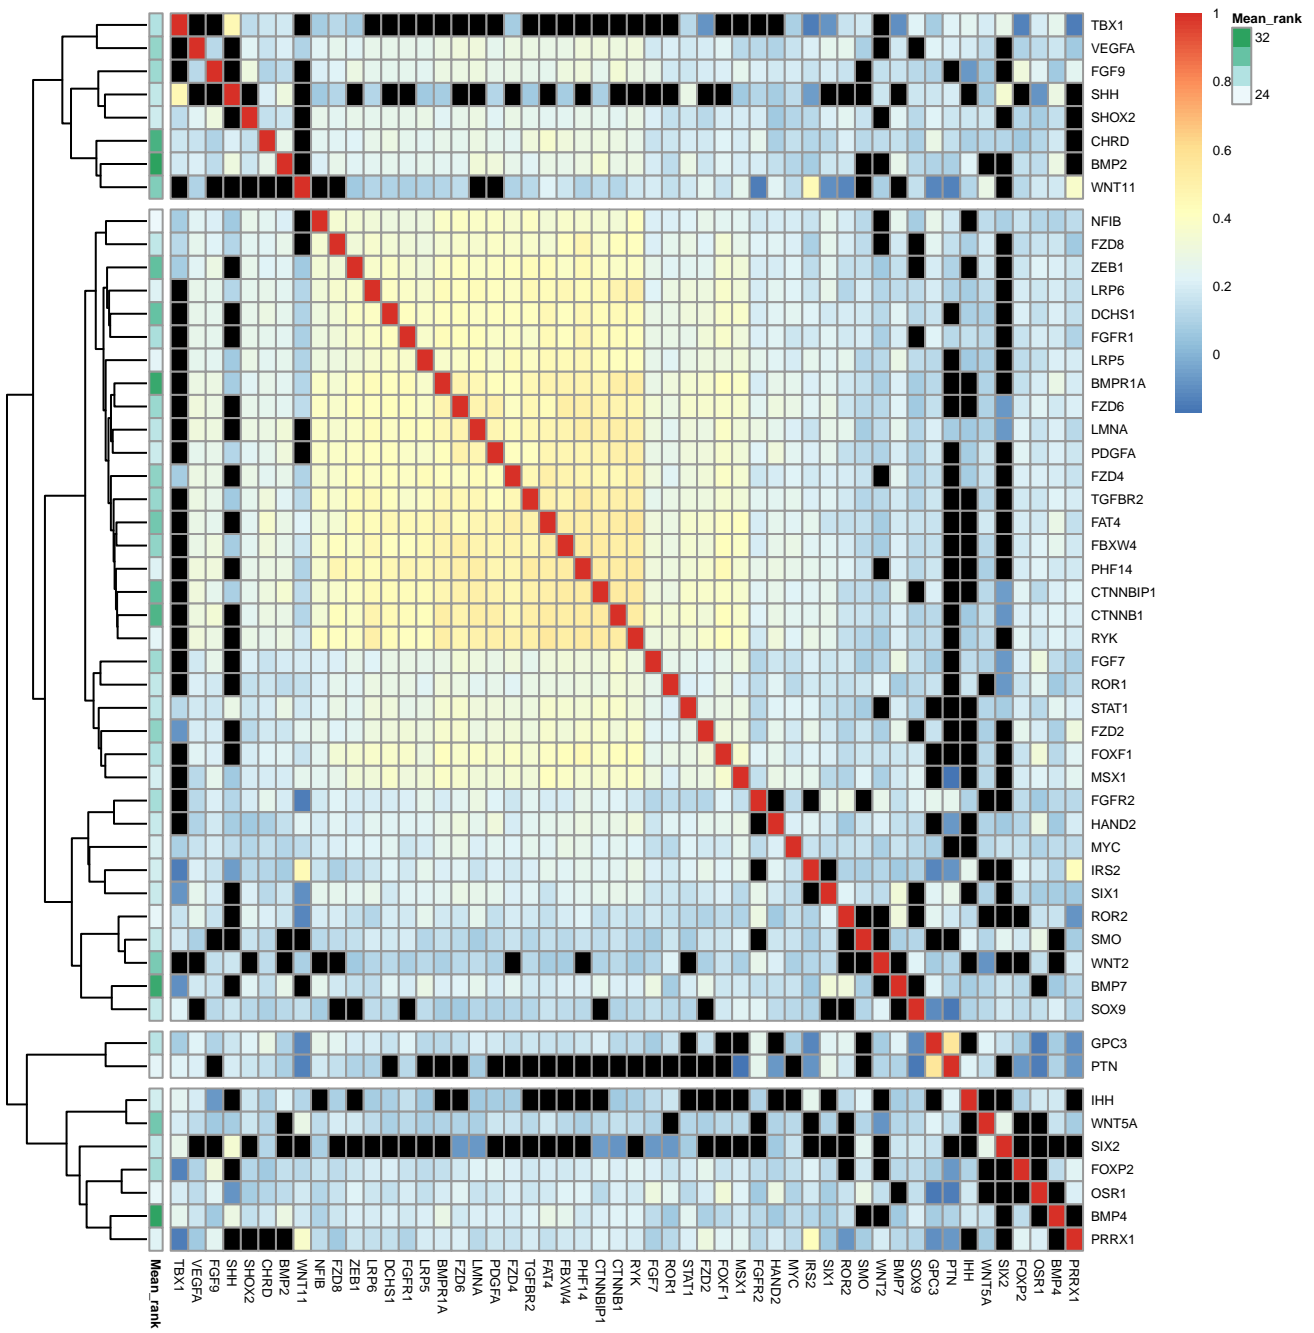 TBX1
VEGFA
FGF9
SHH
SHOX2
CHRD
BMP2
WNT11
NFIB
FZD8
ZEB1
LRP6
DCHS1
FGFR1
LRP5
BMPR1A
FZD6
LMNA
PDGFA
FZD4
TGFBR2
FAT4
FBXW4
PHF14
CTNNBIP1
CTNNB1
RYK
FGF7
ROR1
STAT1
FZD2
FOXF1
MSX1
FGFR2
HAND2
MYC
IRS2
SIX1
ROR2
SMO
WNT2
BMP7
SOX9
GPC3
PTN
IHH
WNT5A
SIX2
FOXP2
OSR1
BMP4
PRRX1
1
0.8
0.6
0.4
0.2
0
Mean_rank
32
24
Mean_rank
TBX1
VEGFA
FGF9
SHH
SHOX2
CHRD
BMP2
WNT11
NFIB
FZD8
ZEB1
LRP6
DCHS1
FGFR1
LRP5
BMPR1A
FZD6
LMNA
PDGFA
FZD4
TGFBR2
FAT4
FBXW4
PHF14
CTNNBIP1
CTNNB1
RYK
FGF7
ROR1
STAT1
FZD2
FOXF1
MSX1
FGFR2
HAND2
MYC
IRS2
SIX1
ROR2
SMO
WNT2
BMP7
SOX9
GPC3
PTN
IHH
WNT5A
SIX2
FOXP2
OSR1
BMP4
PRRX1